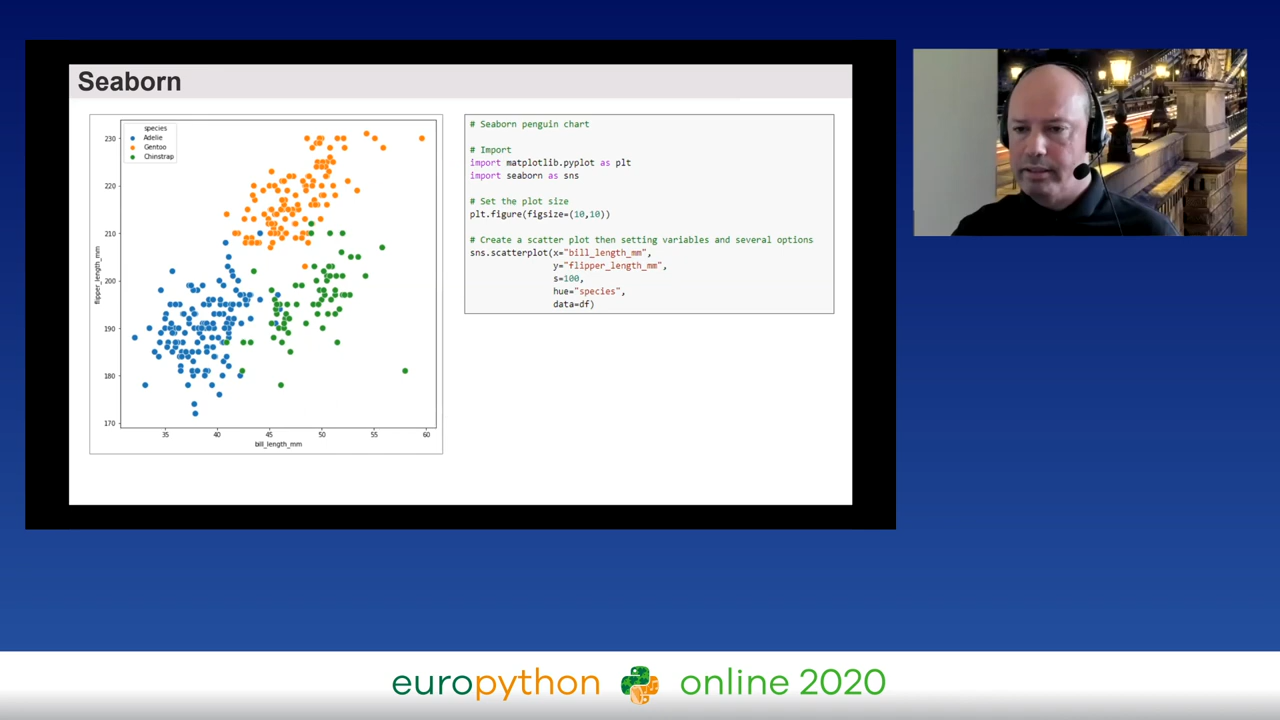 Seaborn
species
Adelie
Gentoo
Chinstrap
230
220
210
200
190
180
170
flipper_length_mm
35
40
45
50
55
60
bill_length_mm
# Seaborn penguin chart
# Import
import matplotlib.pyplot as plt
import seaborn as sns
# Set the plot size
plt.figure(figsize=(10,10))
# Create a scatter plot then setting variables and several options
sns.scatterplot(x="bill_length_mm",
y="flipper_length_mm",
s=100,
hue="species",
data=df)
europython online 2020